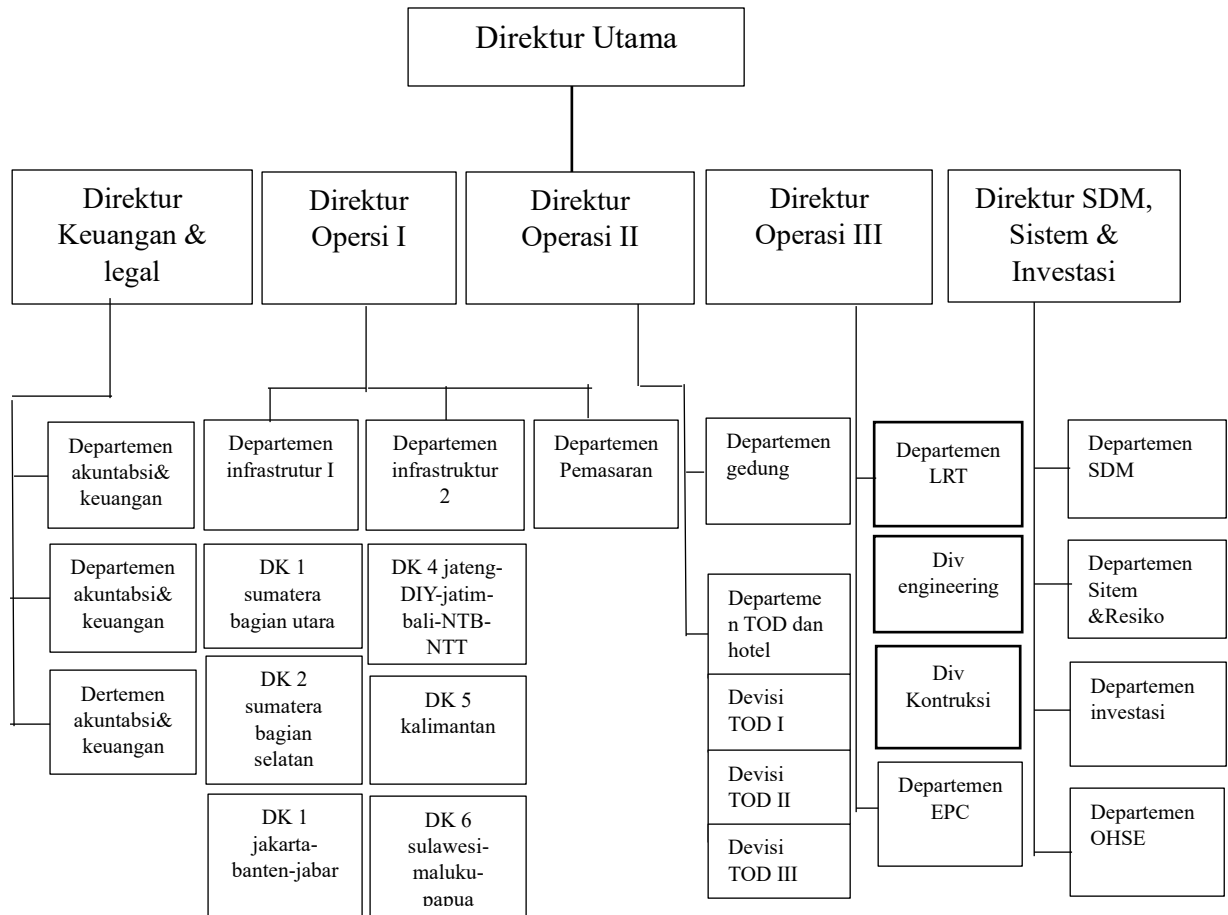 Direktur Utama
Direktur
Keuangan &
legal
Direktur
Opersi I
Direktur
Operasi II
Direktur
Operasi III
Direktur SDM,
Sistem &
Investasi
Departemen
akuntabsi&
keuangan
Departemen
infrastrutur I
Departemen
infrastruktur
2
Departemen
Pemasaran
Departemen
gedung
Departemen
LRT
Departemen
SDM
Departemen
akuntabsi&
keuangan
DK 1
sumatera
bagian utara
DK 4 jateng-
DIY-jatim-
bali-NTB-
NTT
Departeme
n TOD dan
hotel
Div
engineering
Departemen
Sitem
&Resiko
Dertemen
akuntabsi&
keuangan
DK 2
sumatera
bagian
selatan
DK 5
kalimantan
Devisi
TOD I
Div
Kontruksi
Departemen
investasi
DK 1
jakarta-
banten-jabar
DK 6
sulawesi-
maluku-
papua
Devisi
TOD II
Devisi
TOD III
Departemen
EPC
Departemen
OHSE